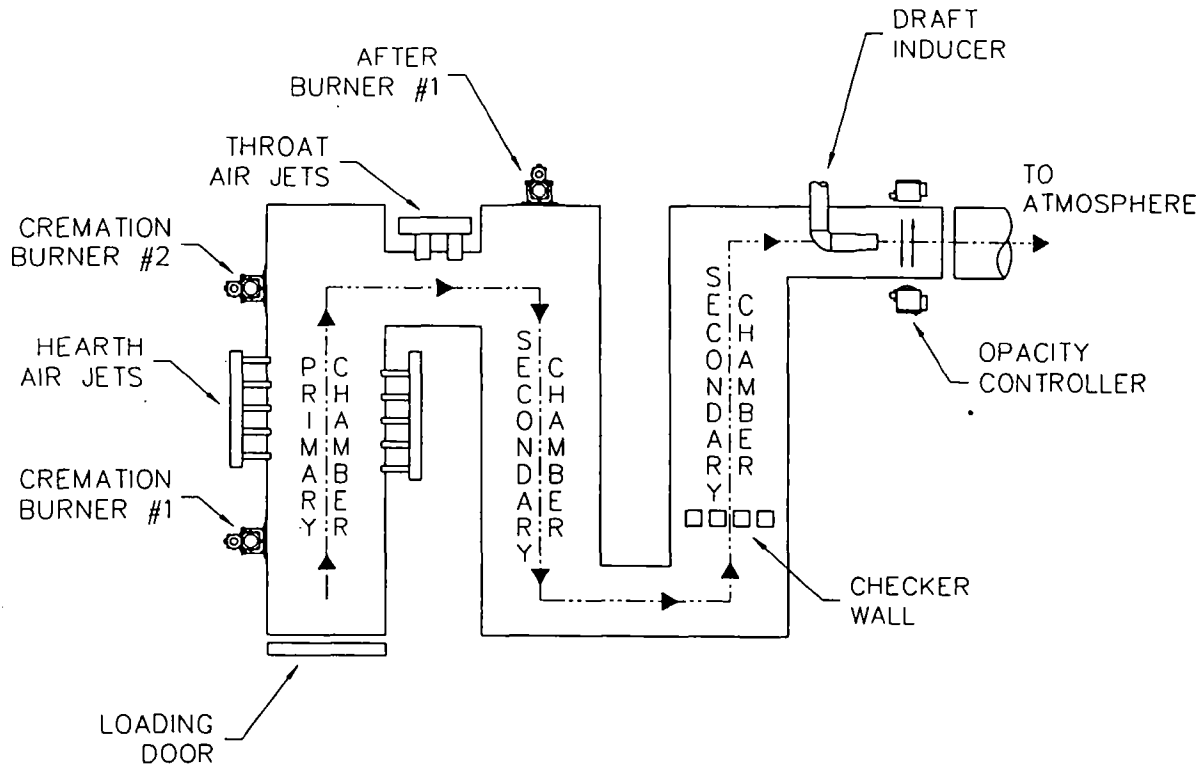 DRAFT
INDUCER
AFTER
BURNER #1
THROAT
AIR JETS
TO
ATMOSPHERE
CREMATION
BURNER #2
HEARTH
AIR JETS
OPACITY
CONTROLLER
PRIMARY
CHAMBER
SECONDARY
CHAMBER
SECONDARY
CHAMBER
CREMATION
BURNER #1
CHECKER
WALL
LOADING
DOOR